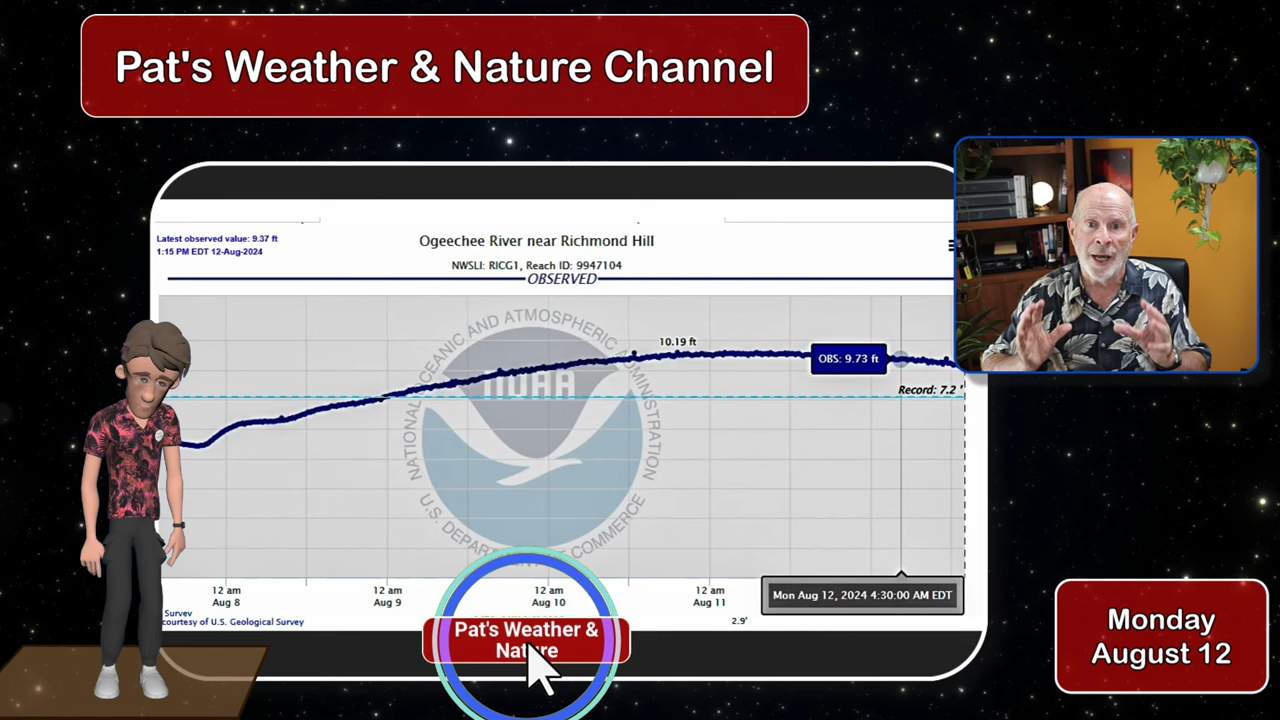 Pat's Weather & Nature Channel
Latest observed value: 9.37 ft
1:15 PM EDT 12-Aug-2024
Ogeechee River near Richmond Hill
NWSLI: RICG1, Reach ID: 9947104
OBSERVED
10.19 ft
OBS: 9.73 ft
Record: 7.2 '
NOAA
NATIONAL OCEANIC AND ATMOSPHERIC ADMINISTRATION
U.S. DEPARTMENT COMMERCE
12 am
Aug 8
12 am
Aug 9
12 am
Aug 10
12 am
Aug 11
Mon Aug 12, 2024 4:30:00 AM EDT
Survey
courtesy of U.S. Geological Survey
2.9'
Pat's Weather &
Nature
Monday
August 12